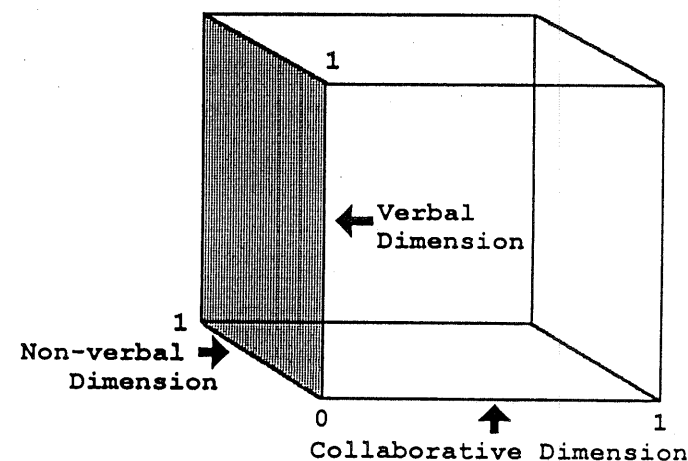 1
Verbal
Dimension
1
Non-verbal
Dimension
0
1
Collaborative Dimension